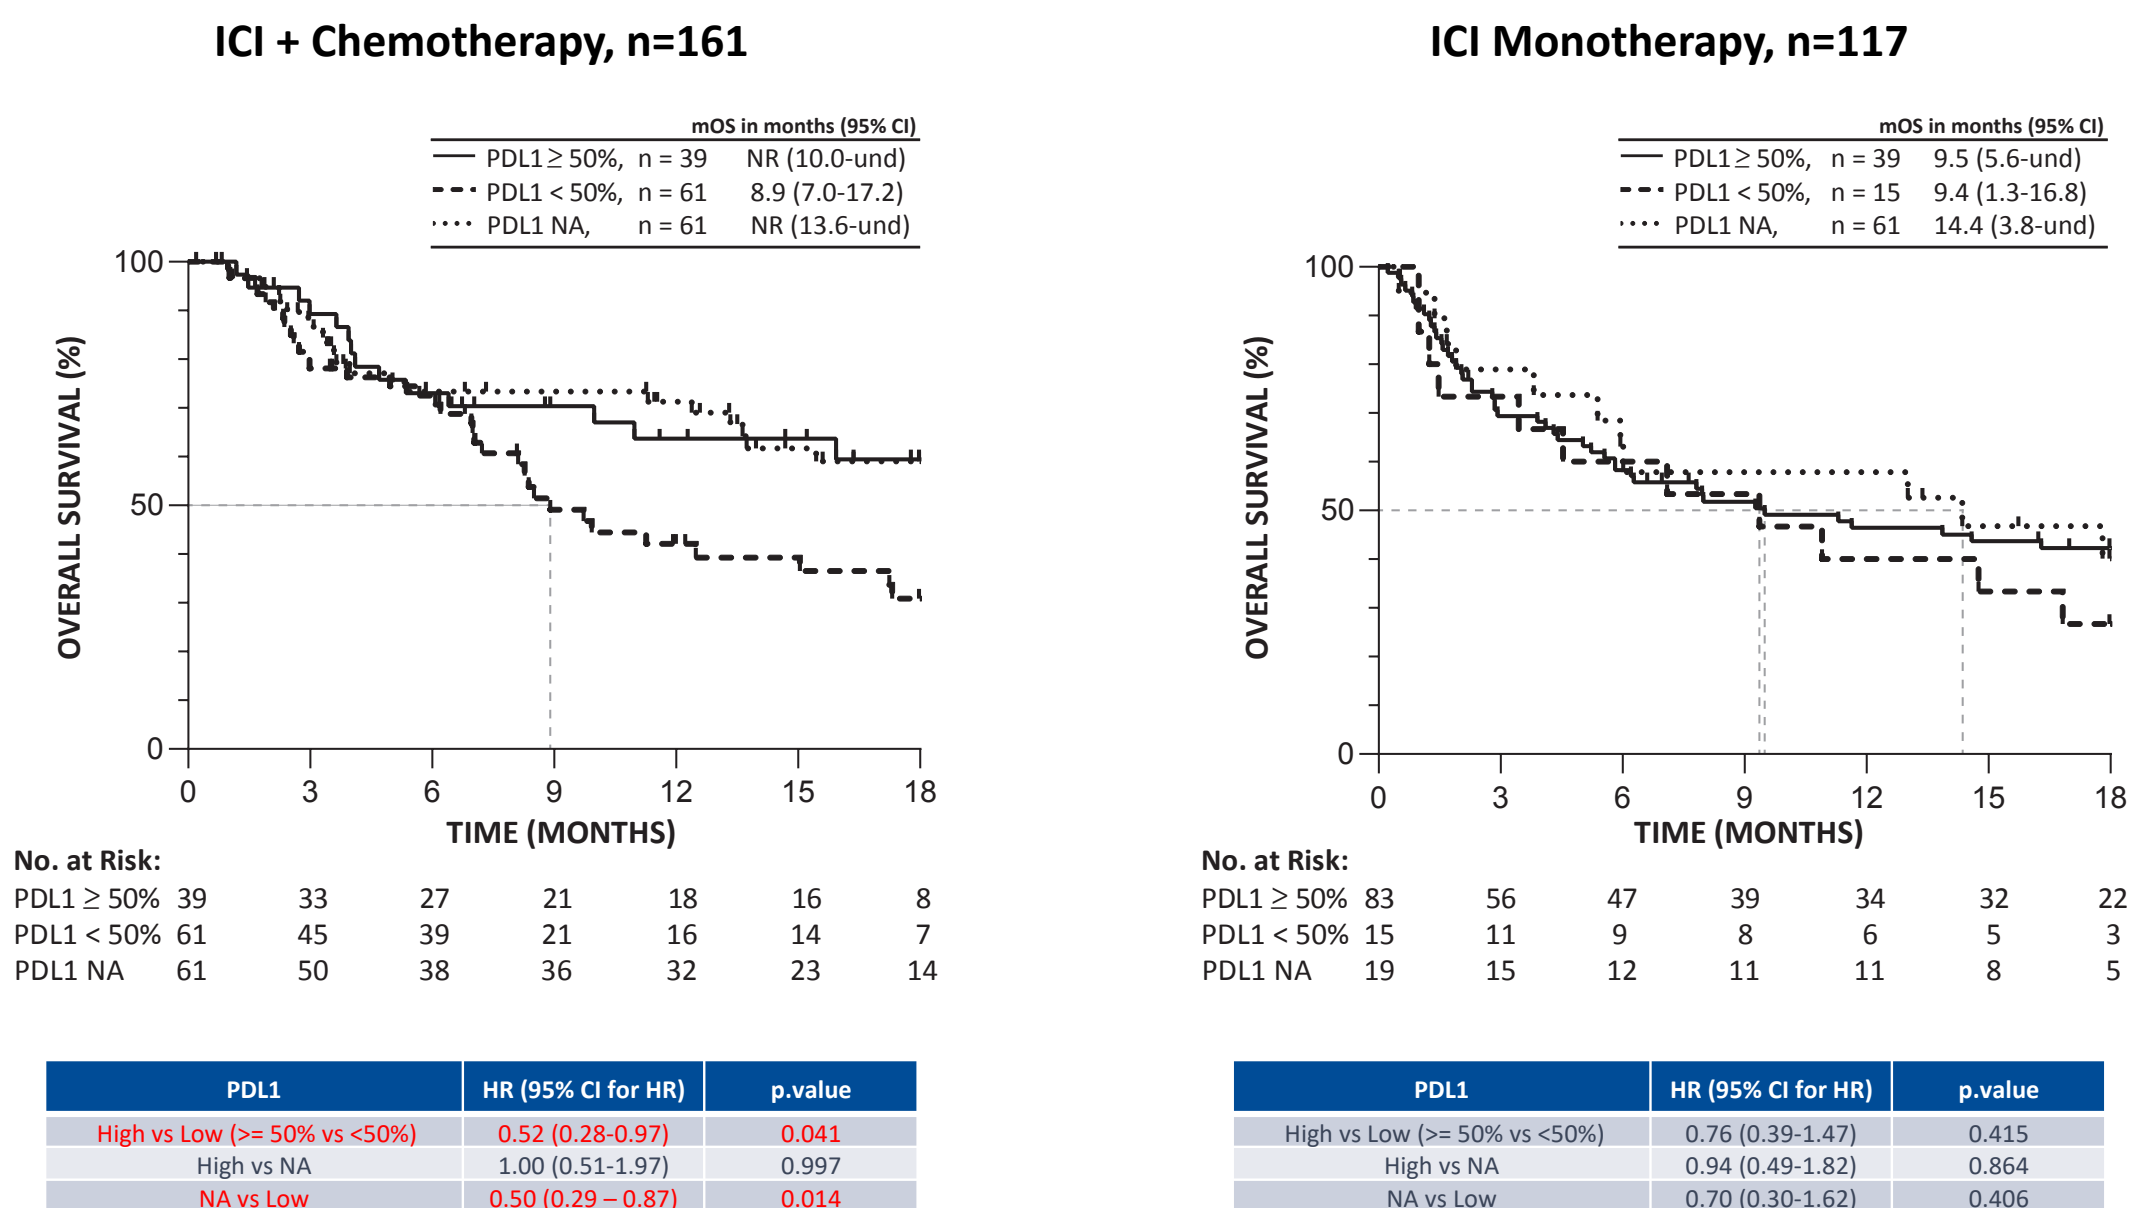 ICI + Chemotherapy, n=161
mOS in months (95% CI)
PDL1 ≥ 50%, n = 39 NR (10.0-und)
PDL1 < 50%, n = 61 8.9 (7.0-17.2)
PDL1 NA, n = 61 NR (13.6-und)
OVERALL SURVIVAL (%)
100
50
0
0 3 6 9 12 15 18
TIME (MONTHS)
No. at Risk:
PDL1 ≥ 50% 39 33 27 21 18 16 8
PDL1 < 50% 61 45 39 21 16 14 7
PDL1 NA 61 50 38 36 32 23 14
PDL1 HR (95% CI for HR) p.value
High vs Low (>= 50% vs <50%) 0.52 (0.28-0.97) 0.041
High vs NA 1.00 (0.51-1.97) 0.997
NA vs Low 0.50 (0.29 – 0.87) 0.014
ICI Monotherapy, n=117
mOS in months (95% CI)
PDL1 ≥ 50%, n = 39 9.5 (5.6-und)
PDL1 < 50%, n = 15 9.4 (1.3-16.8)
PDL1 NA, n = 61 14.4 (3.8-und)
OVERALL SURVIVAL (%)
100
50
0
0 3 6 9 12 15 18
TIME (MONTHS)
No. at Risk:
PDL1 ≥ 50% 83 56 47 39 34 32 22
PDL1 < 50% 15 11 9 8 6 5 3
PDL1 NA 19 15 12 11 11 8 5
PDL1 HR (95% CI for HR) p.value
High vs Low (>= 50% vs <50%) 0.76 (0.39-1.47) 0.415
High vs NA 0.94 (0.49-1.82) 0.864
NA vs Low 0.70 (0.30-1.62) 0.406